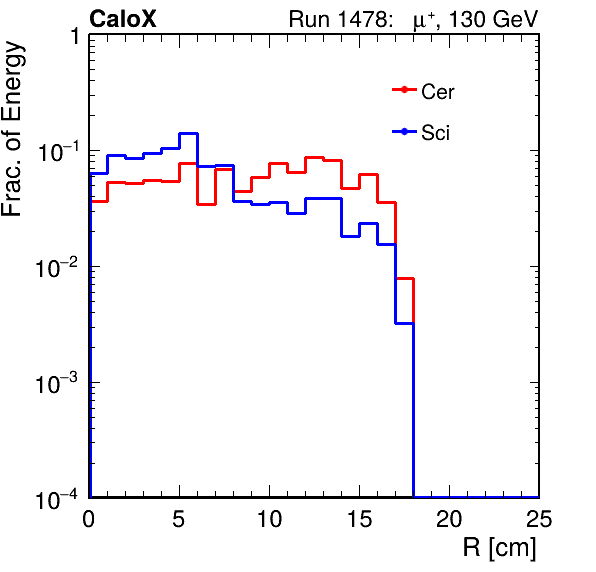 CaloX Run 1478: μ⁺, 130 GeV
Frac. of Energy
1
10⁻¹
10⁻²
10⁻³
10⁻⁴
Cer
Sci
0 5 10 15 20 25
R [cm]